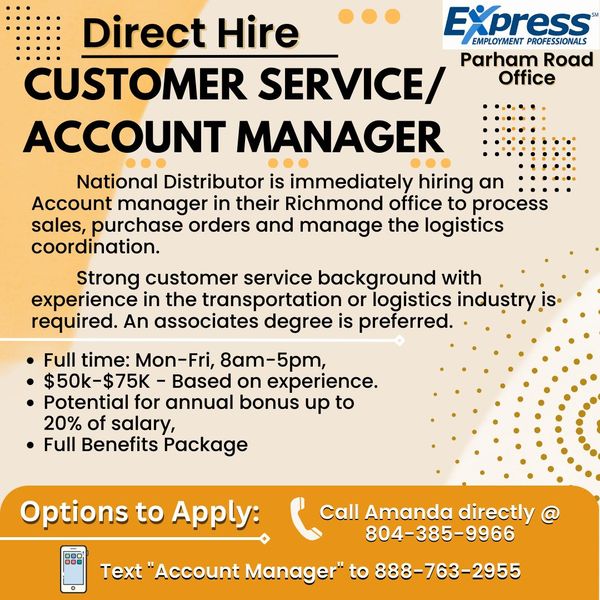 Direct Hire
Express℠
EMPLOYMENT PROFESSIONALS
Parham Road
Office
CUSTOMER SERVICE/
ACCOUNT MANAGER
National Distributor is immediately hiring an
Account manager in their Richmond office to process
sales, purchase orders and manage the logistics
coordination.
Strong customer service background with
experience in the transportation or logistics industry is
required. An associates degree is preferred.
• Full time: Mon-Fri, 8am-5pm,
• $50k-$75K - Based on experience.
• Potential for annual bonus up to
20% of salary,
• Full Benefits Package
Options to Apply:
Call Amanda directly @
804-385-9966
Text "Account Manager" to 888-763-2955